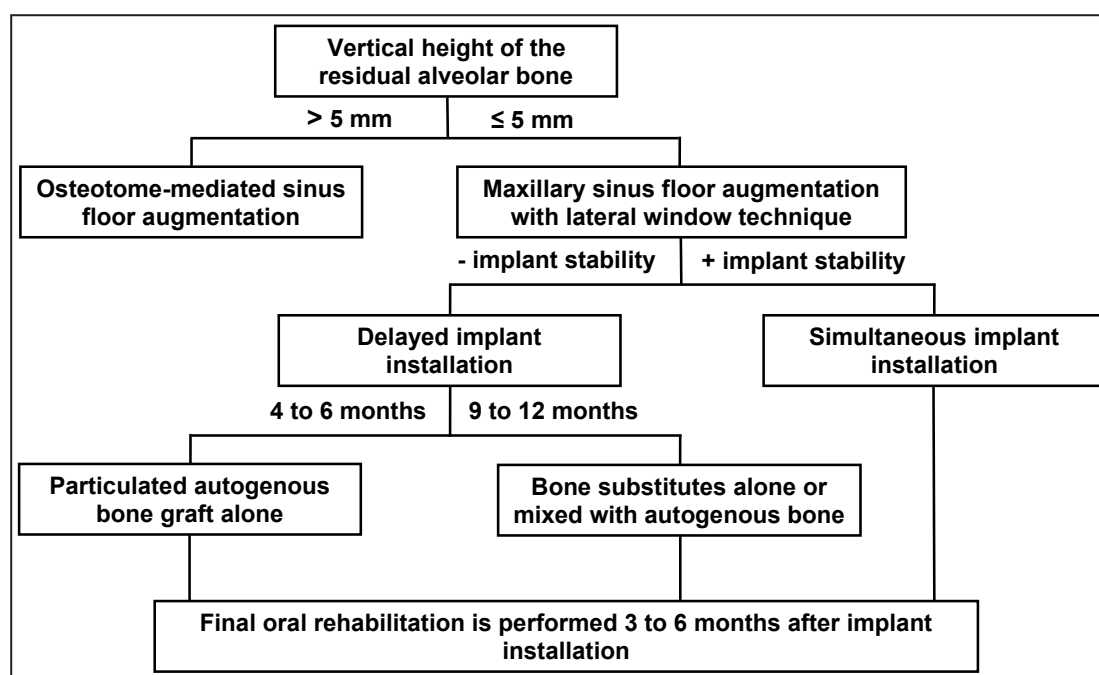 Vertical height of the
residual alveolar bone
> 5 mm
≤ 5 mm
Osteotome-mediated sinus
floor augmentation
Maxillary sinus floor augmentation
with lateral window technique
- implant stability
+ implant stability
Delayed implant
installation
Simultaneous implant
installation
4 to 6 months
9 to 12 months
Particulated autogenous
bone graft alone
Bone substitutes alone or
mixed with autogenous bone
Final oral rehabilitation is performed 3 to 6 months after implant
installation